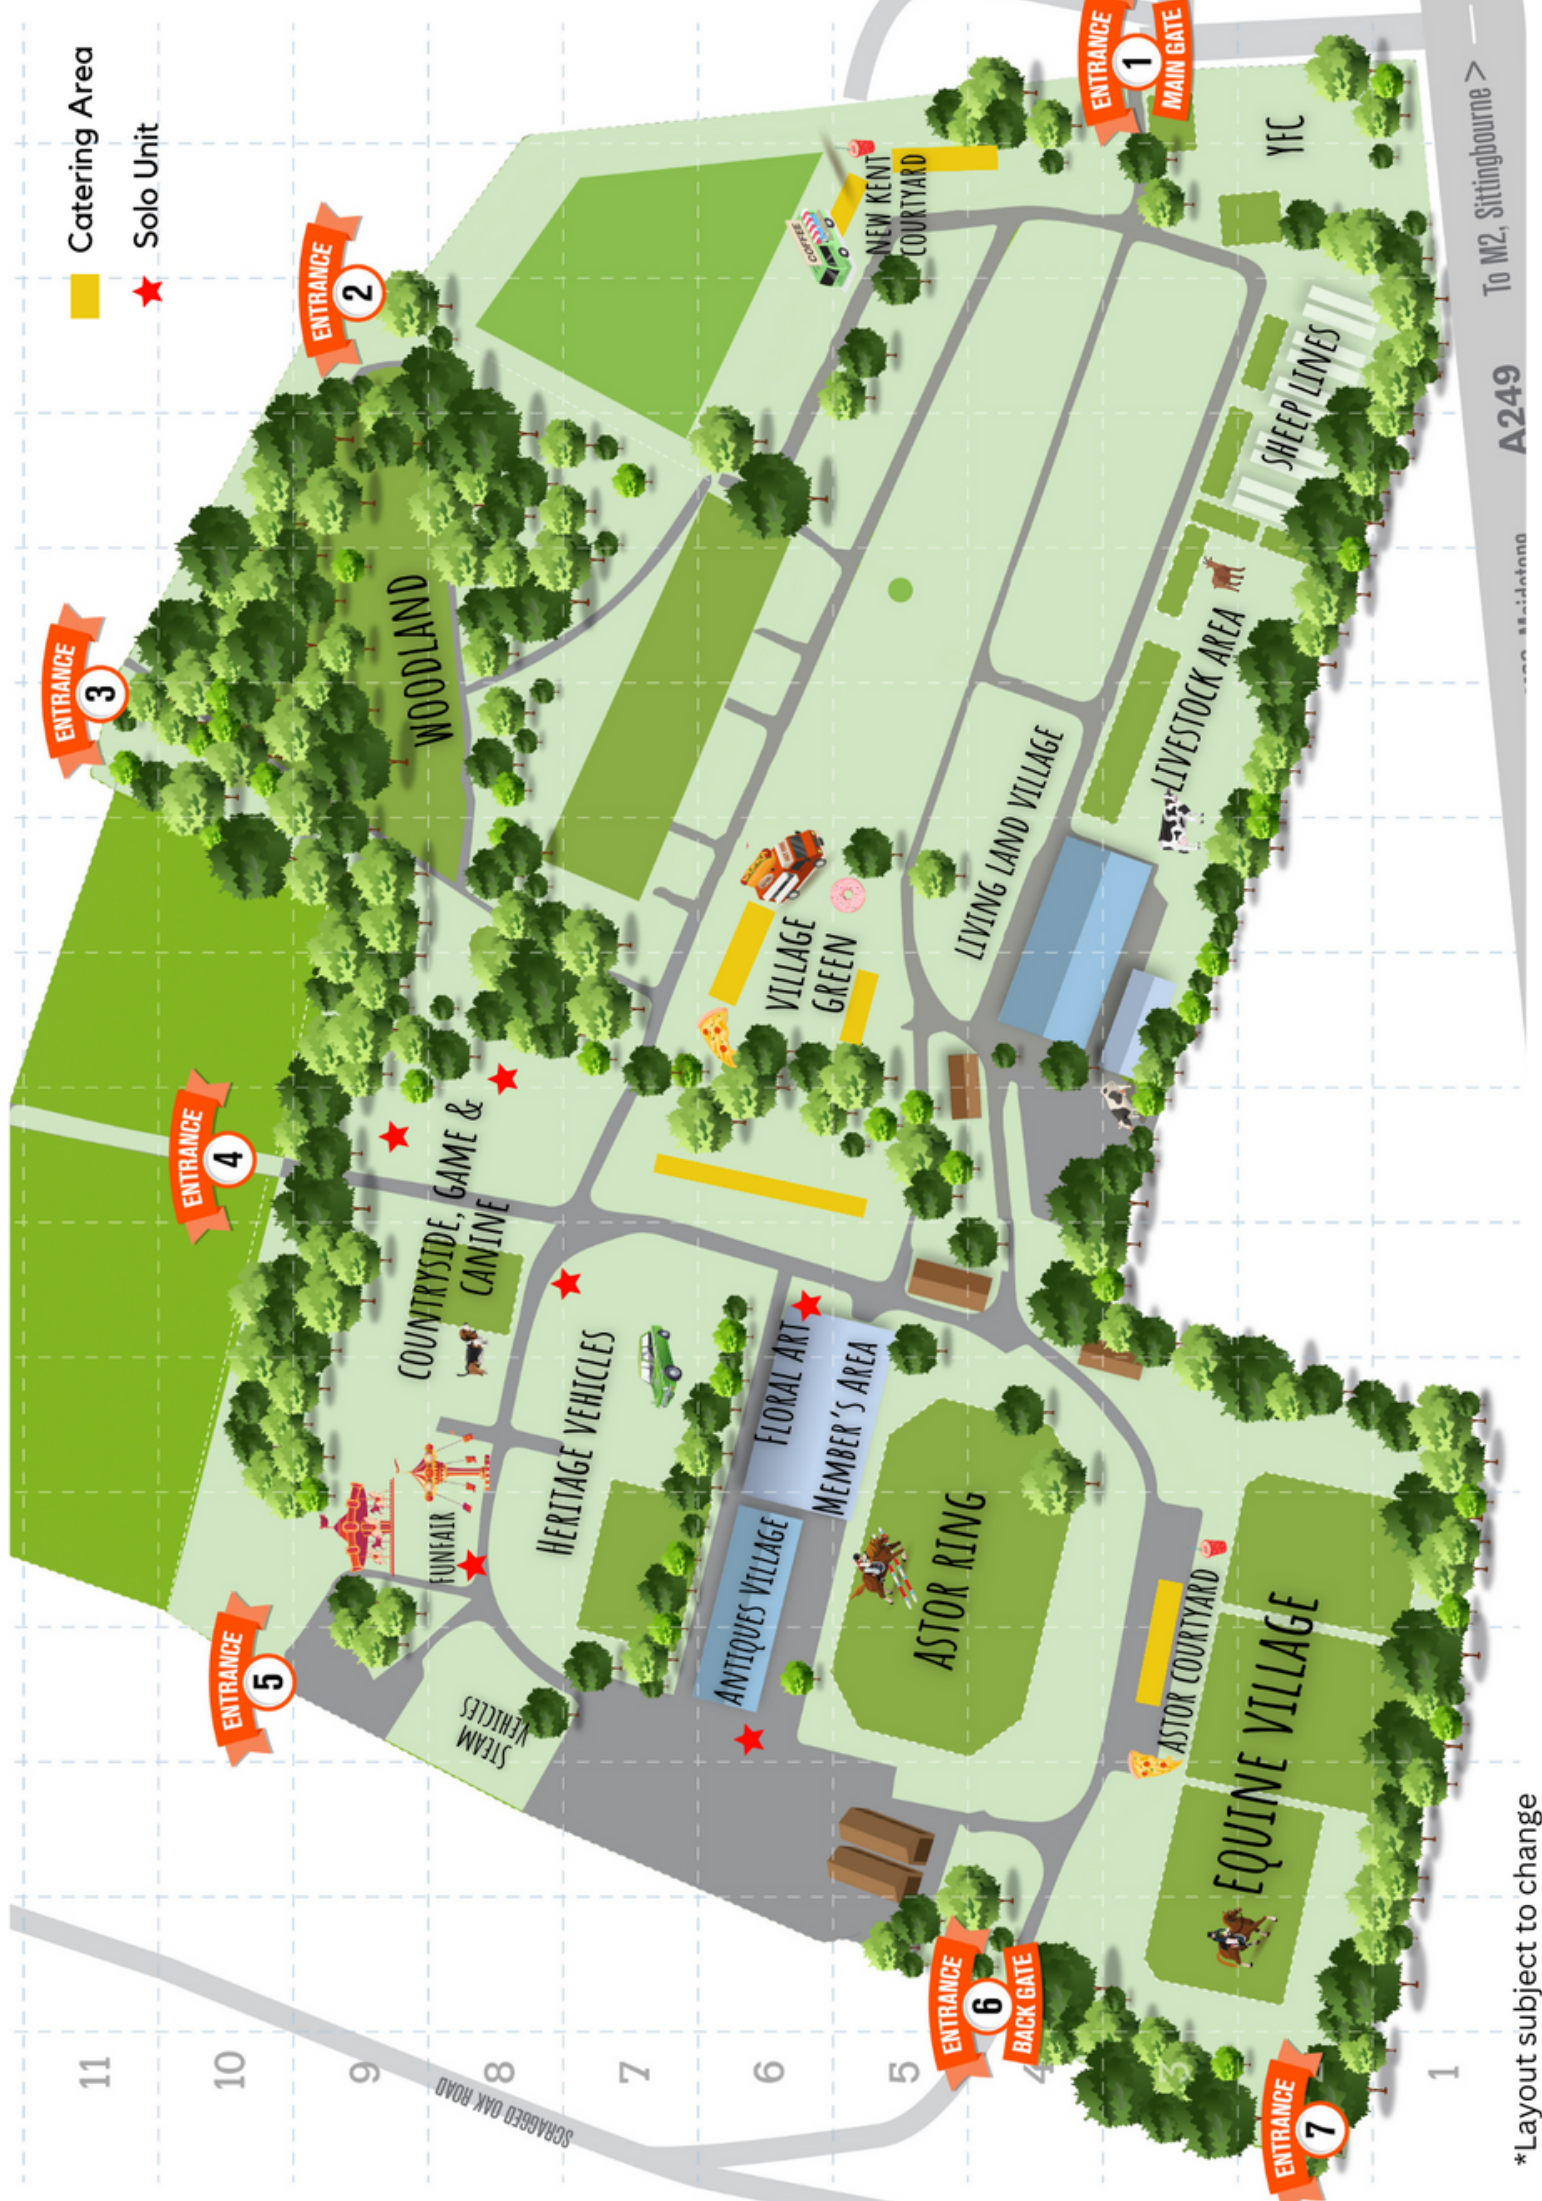 Catering Area
Solo Unit
ENTRANCE
1
MAIN GATE
ENTRANCE
2
ENTRANCE
3
ENTRANCE
4
ENTRANCE
5
ENTRANCE
6
BACK GATE
ENTRANCE
7
11
10
9
8
7
6
5
4
3
1
SCRAGGED OAK ROAD
STEAM
VEHICLES
FUNFAIR
COUNTRYSIDE, GAME &
CANINE
HERITAGE VEHICLES
WOODLAND
ANTIQUES VILLAGE
FLORAL ART
MEMBER'S AREA
ASTOR RING
VILLAGE
GREEN
COFFEE
NEW KENT
COURTYARD
LIVING LAND VILLAGE
LIVESTOCK AREA
SHEEP LINES
YFC
ASTOR COURTYARD
EQUINE VILLAGE
A249
To M2, Sittingbourne >
*Layout subject to change